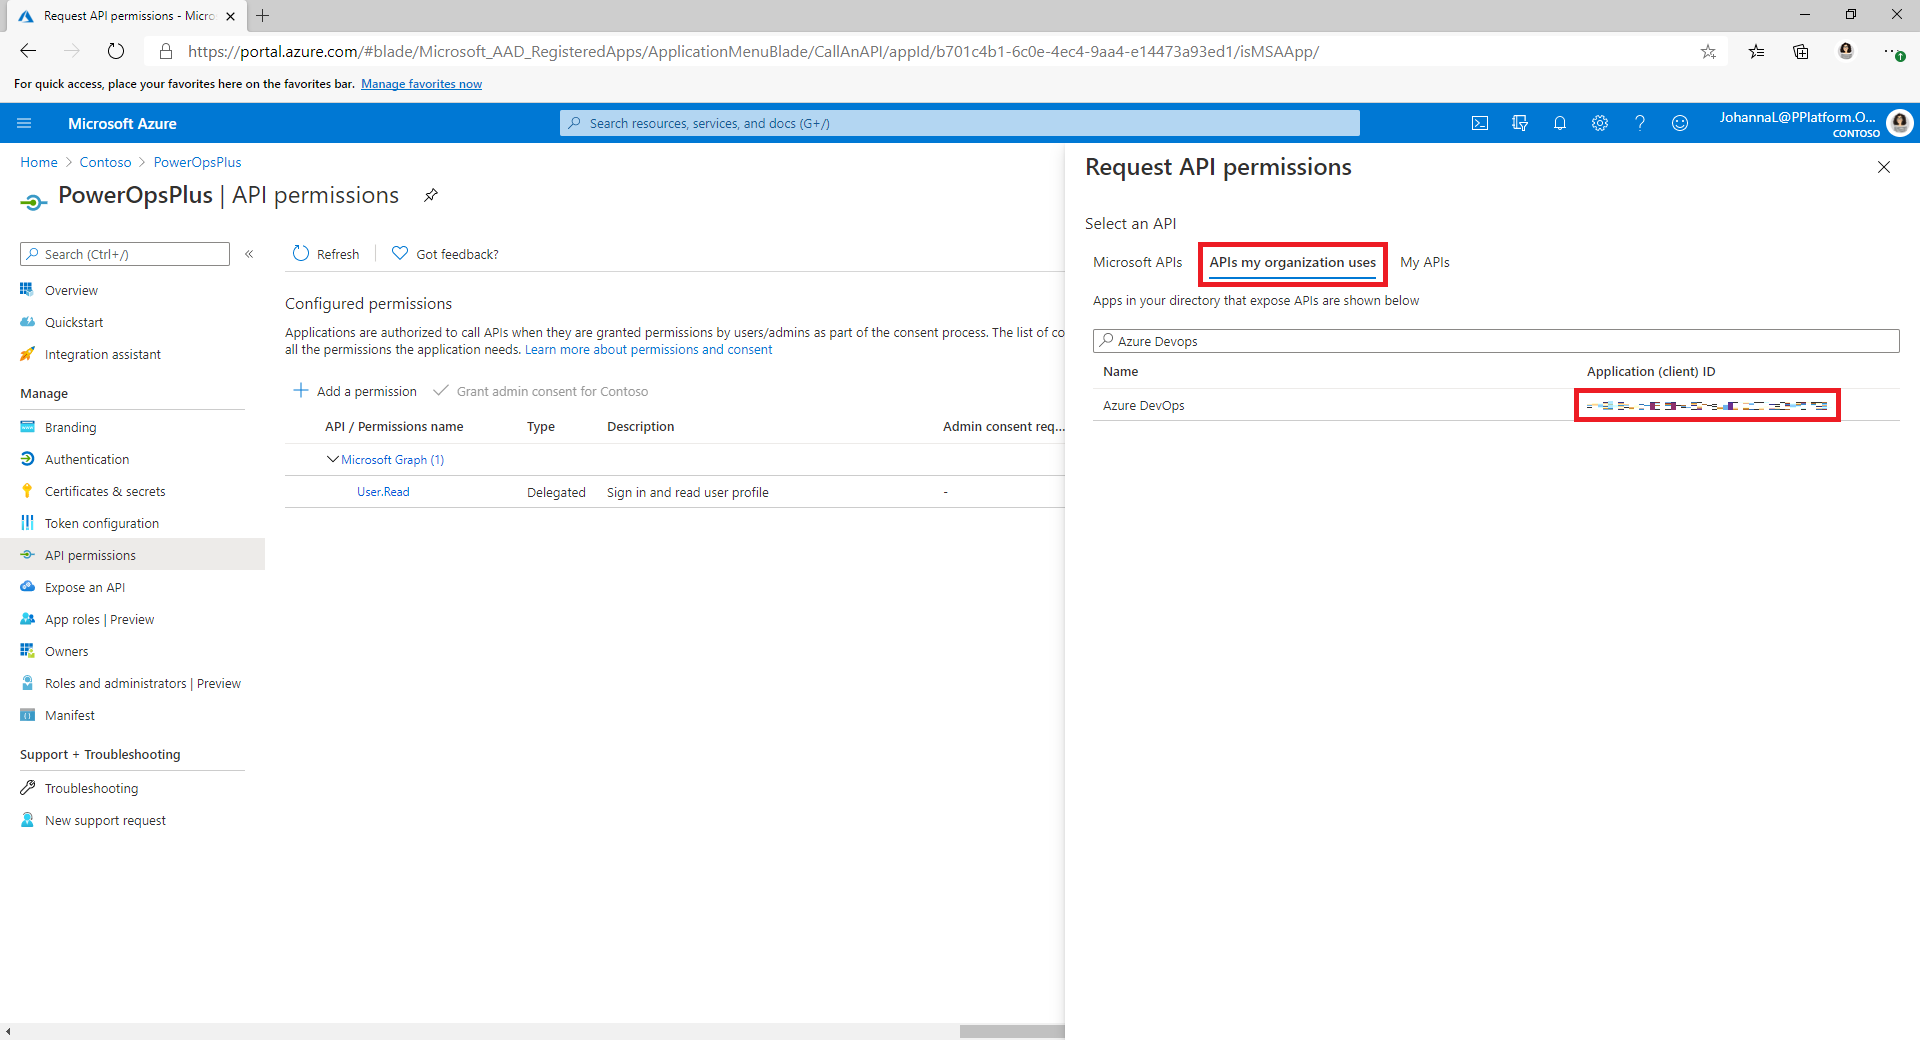 Request API permissions - Micro
https://portal.azure.com/#blade/Microsoft_AAD_RegisteredApps/ApplicationMenuBlade/CallAnAPI/appId/b701c4b1-6c0e-4ec4-9aa4-e14473a93ed1/isMSAApp/
For quick access, place your favorites here on the favorites bar. Manage favorites now
Microsoft Azure
Search resources, services, and docs (G+/)
JohannaL@PPlatform.O...
CONTOSO
Home > Contoso > PowerOpsPlus
PowerOpsPlus | API permissions
Search (Ctrl+/)
«
Overview
Quickstart
Integration assistant
Manage
Branding
Authentication
Certificates & secrets
Token configuration
API permissions
Expose an API
App roles | Preview
Owners
Roles and administrators | Preview
Manifest
Support + Troubleshooting
Troubleshooting
New support request
Refresh
Got feedback?
Configured permissions
Applications are authorized to call APIs when they are granted permissions by users/admins as part of the consent process. The list of co
all the permissions the application needs. Learn more about permissions and consent
Add a permission
Grant admin consent for Contoso
API / Permissions name Type Description Admin consent req...
Microsoft Graph (1)
User.Read Delegated Sign in and read user profile -
Request API permissions
Select an API
Microsoft APIs APIs my organization uses My APIs
Apps in your directory that expose APIs are shown below
Azure Devops
Name Application (client) ID
Azure DevOps